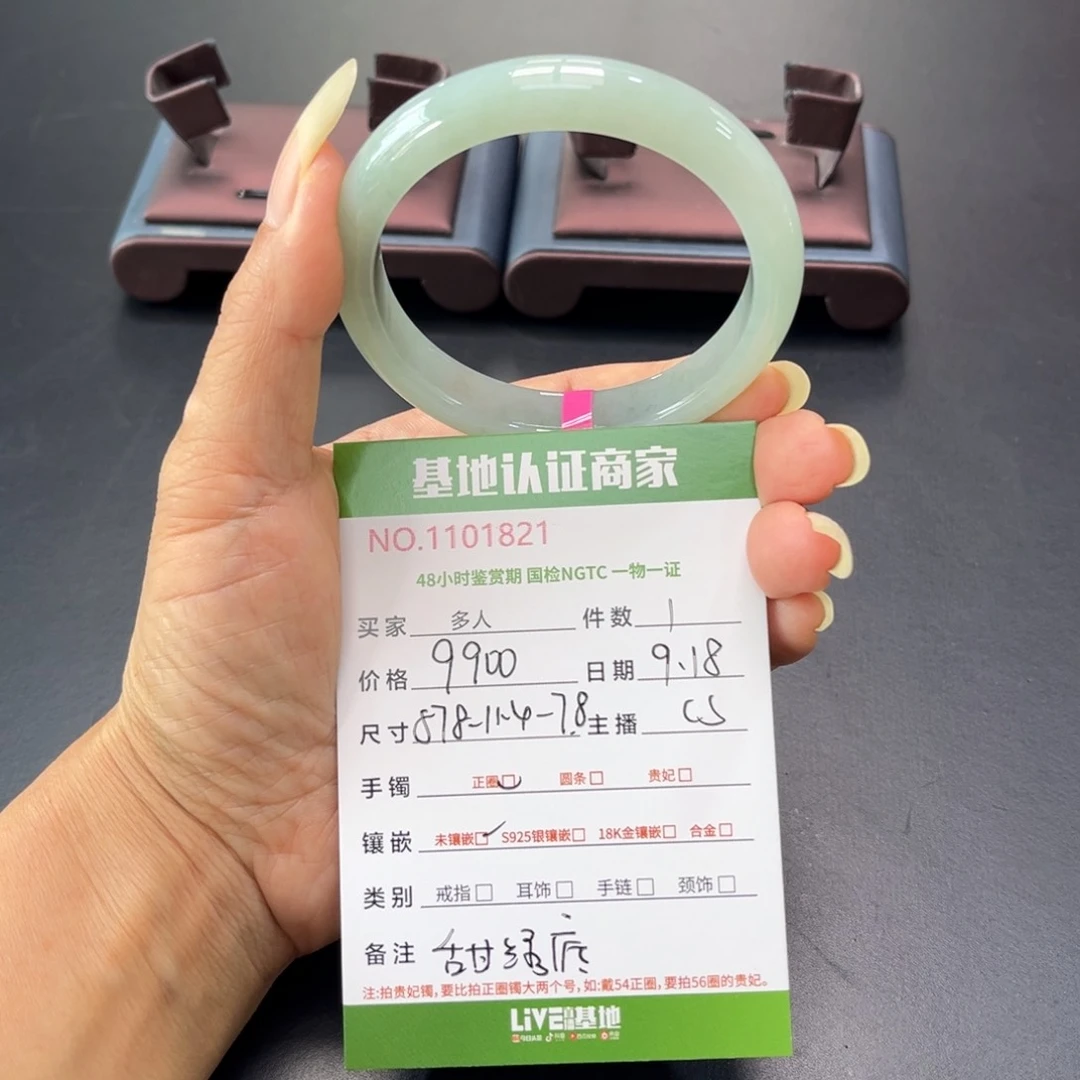 基地认证商家
NO.1101821
48小时鉴赏期 国检NGTC 一物一证
买家 多人 件数 1
价格 9900 日期 9.18
尺寸 578-11.4-7.8 主播 CS
手镯 正圈□ 圆条□ 贵妃□
镶嵌 未镶嵌□ S925银镶嵌□ 18K金镶嵌□ 合金□
类别 戒指□ 耳饰□ 手链□ 颈饰□
备注 甜绿底
注:拍贵妃镯,要比拍正圈镯大两个号,如:戴54正圈,要拍56圈的贵妃。
LiVE 基地